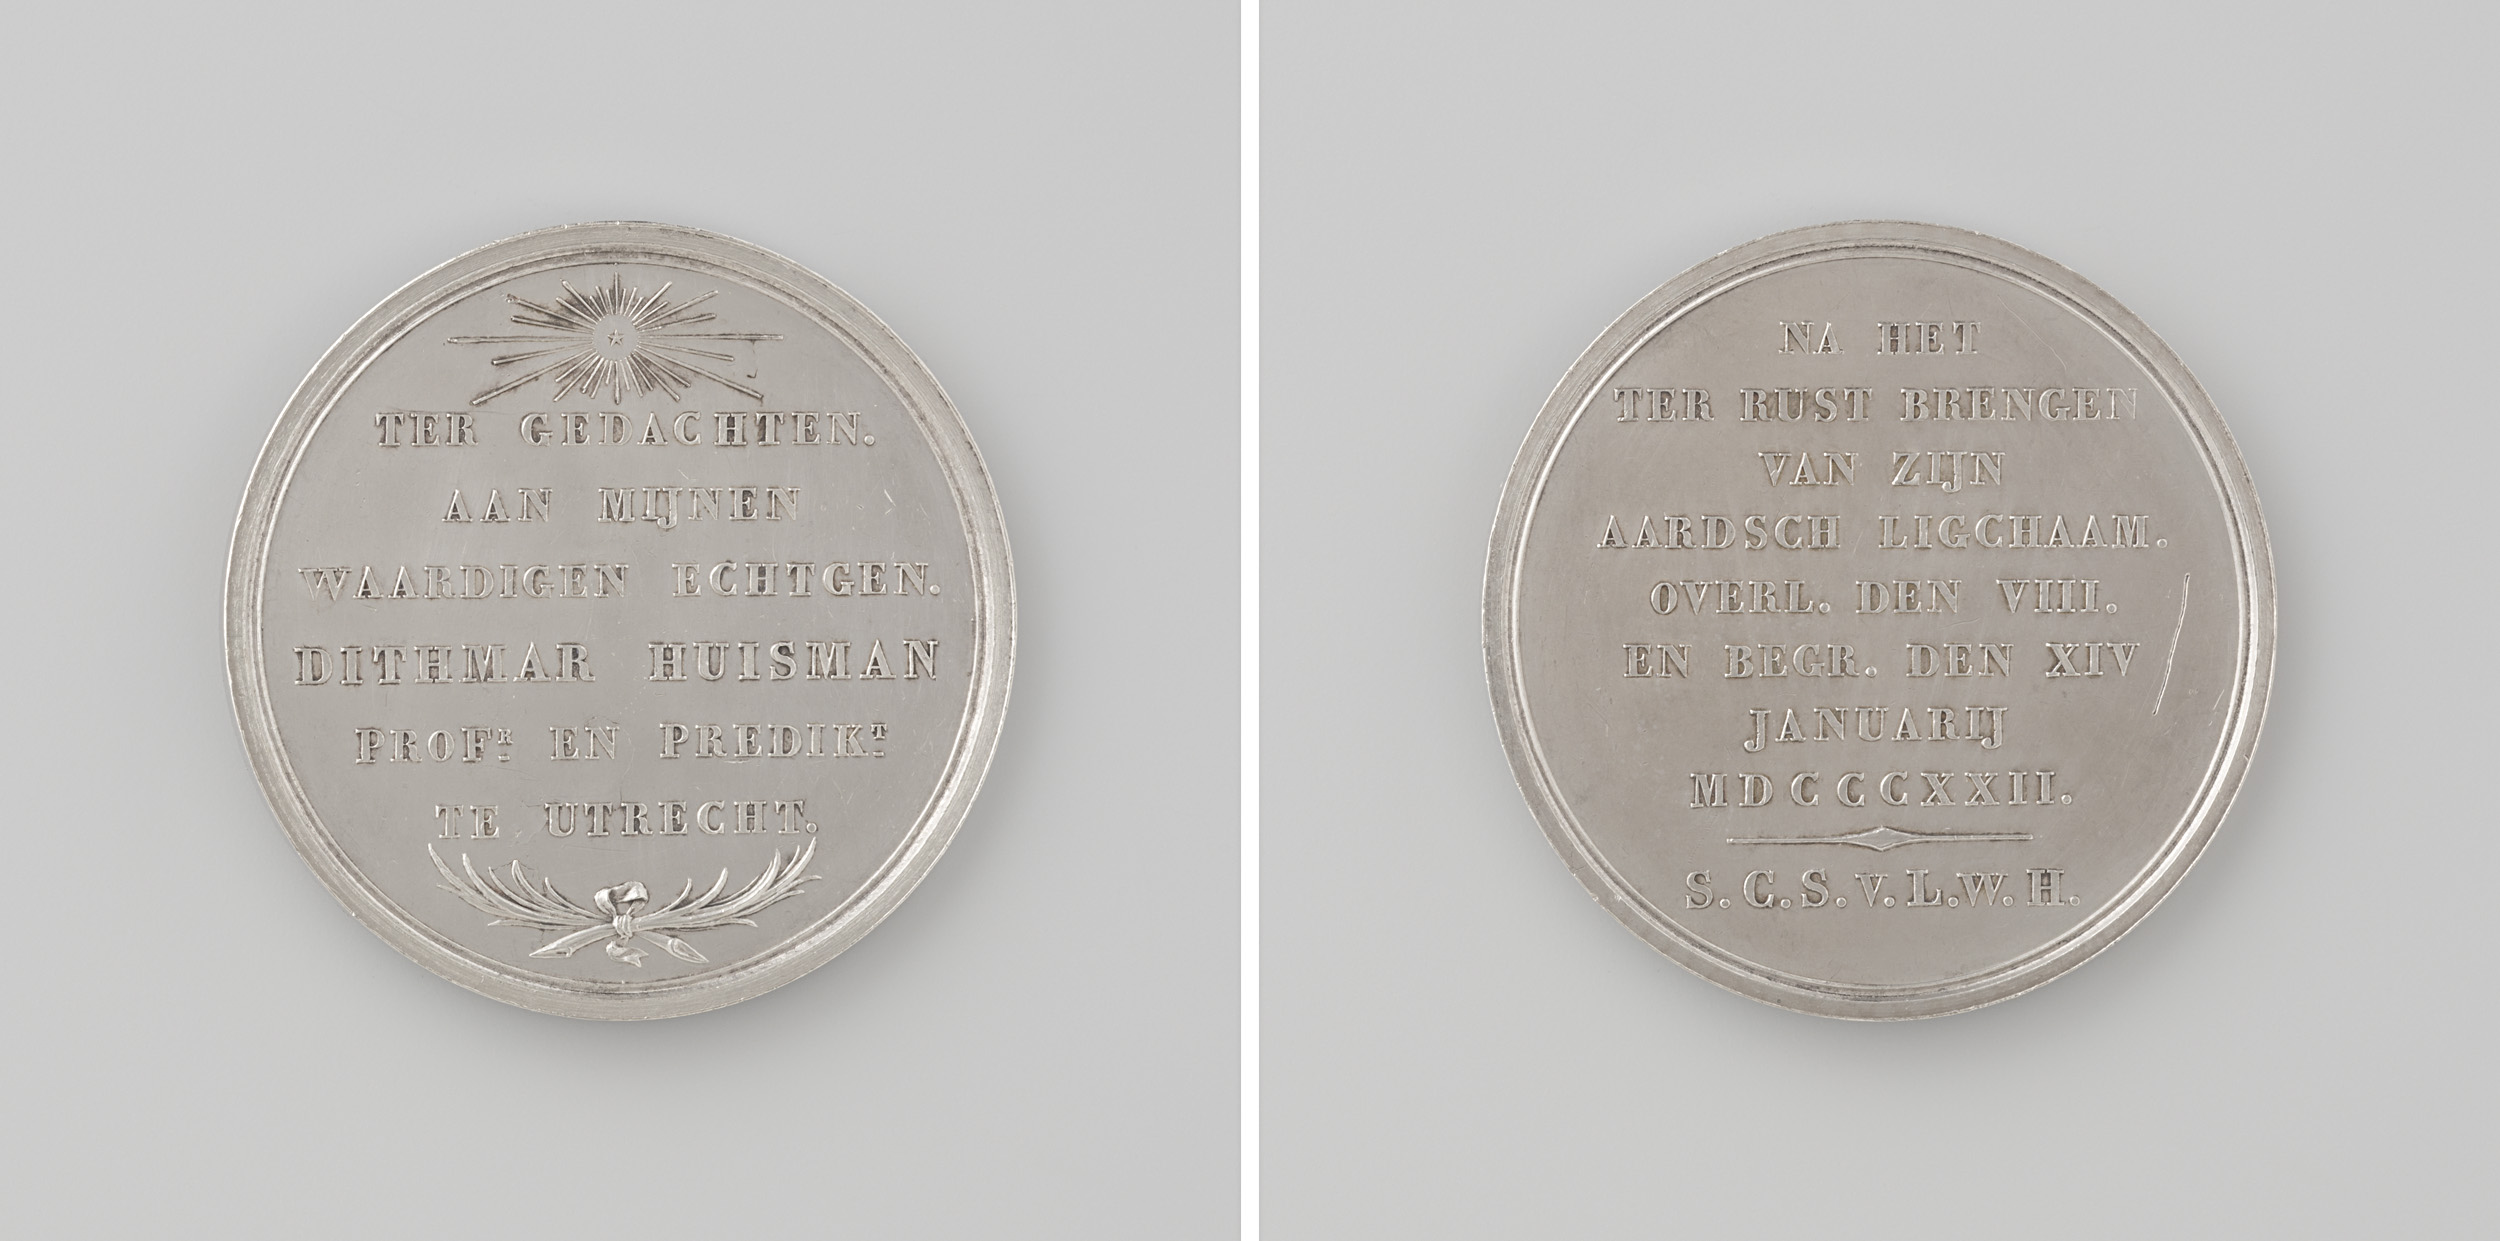 TER GEDACHTEN.
AAN MIJNEN
WAARDIGEN ECHTGEN.
DITHMAR HUISMAN
PROFR EN PREDIKT
TE UTRECHT.
NA HET
TER RUST BRENGEN
VAN ZIJN
AARDSCH LIGCHAAM.
OVERL. DEN VIII.
EN BEGR. DEN XIV
JANUARIJ
MDCCCXXII.
S. C. S. V. L. W. H.